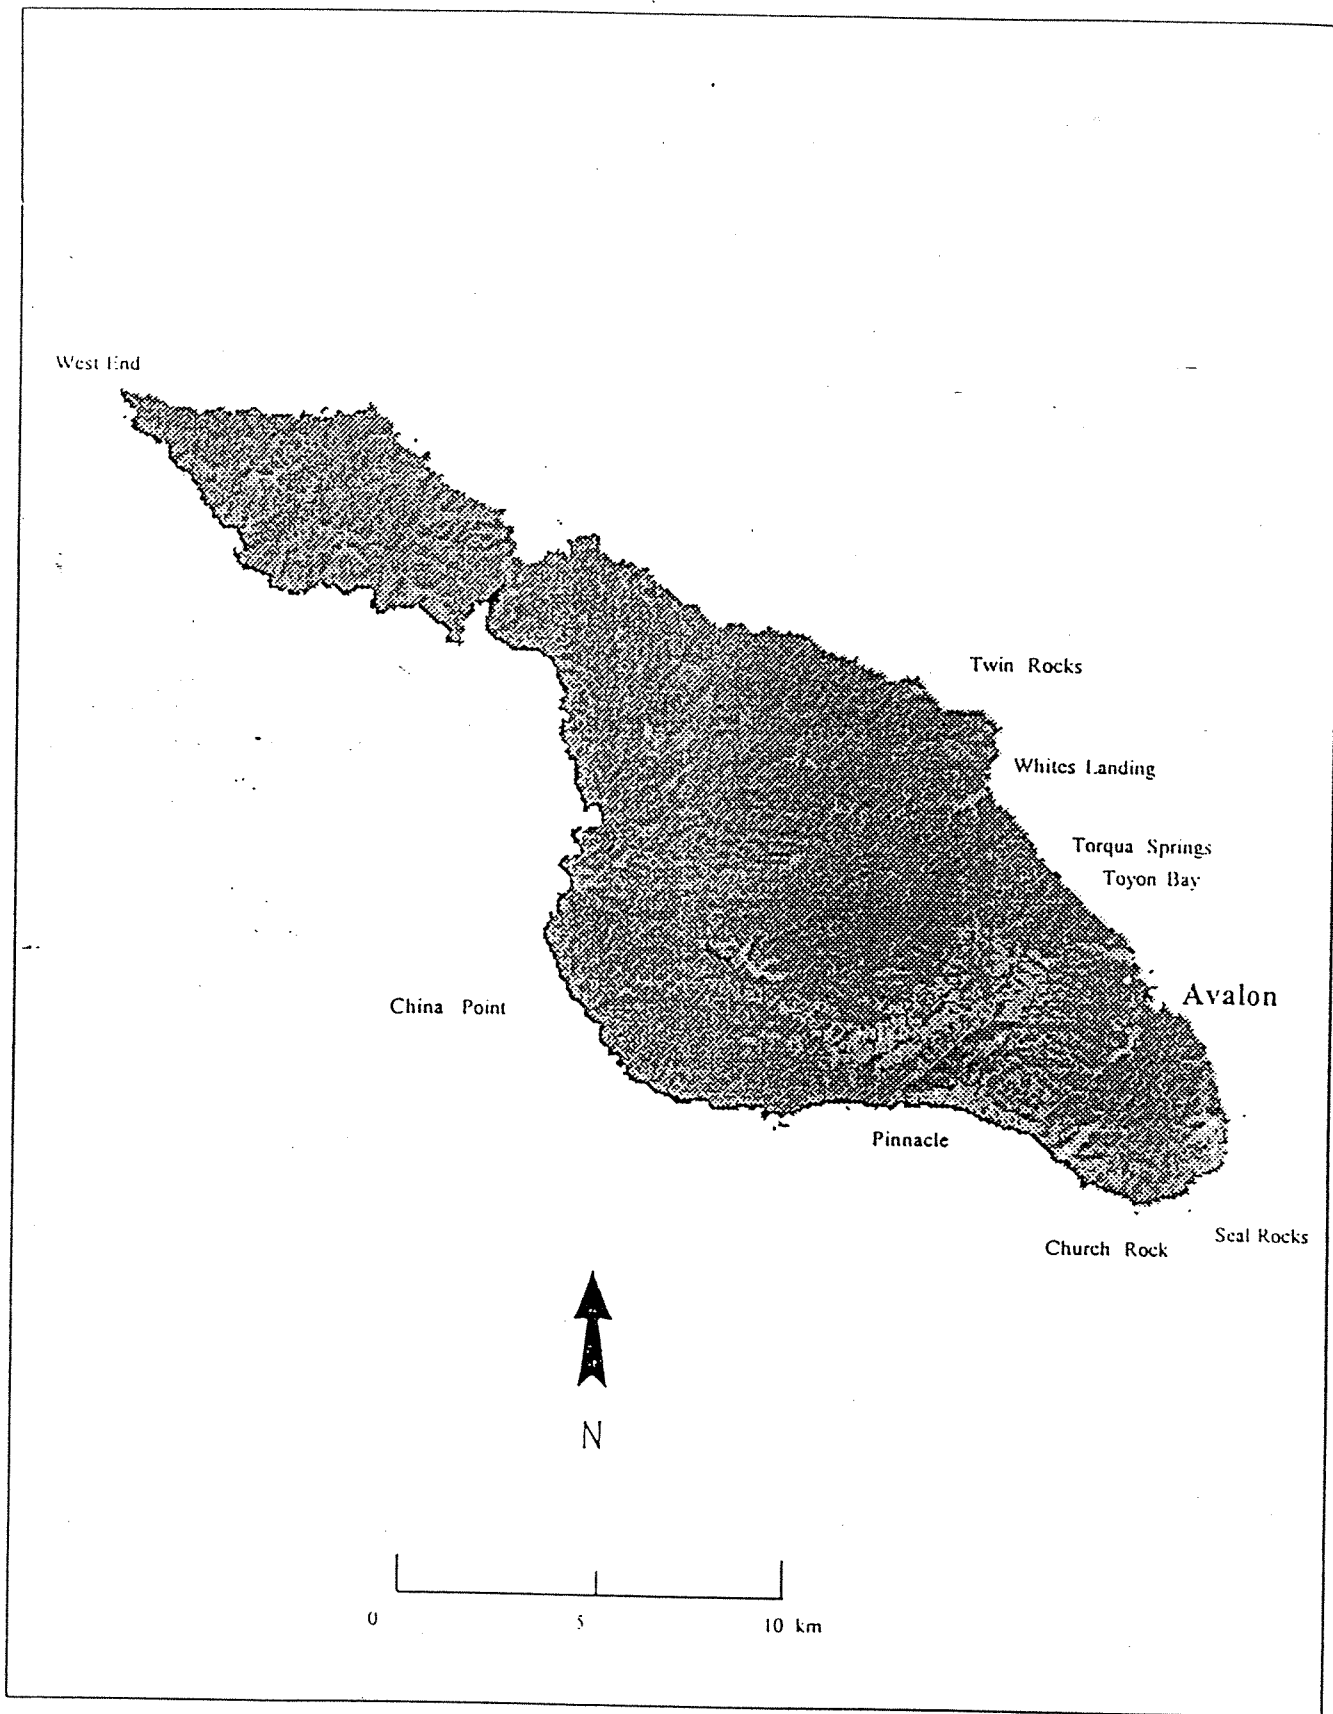 West End
Twin Rocks
Whites Landing
Torqua Springs
Toyon Bay
Avalon
China Point
Pinnacle
Seal Rocks
Church Rock
N
0 5 10 km